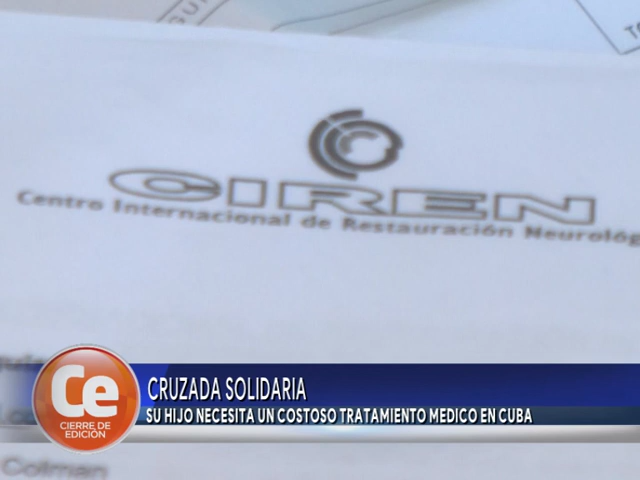 CIREN
Centro Internacional de Restauración Neurológ
Ce
CIERRE DE
EDICIÓN
CRUZADA SOLIDARIA
SU HIJO NECESITA UN COSTOSO TRATAMIENTO MEDICO EN CUBA
Colman